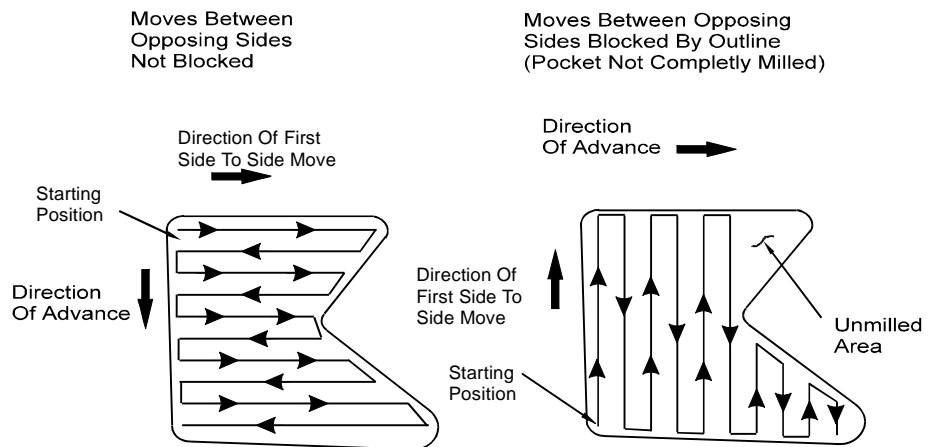 Moves Between
Opposing Sides
Not Blocked
Direction Of First
Side To Side Move
Starting
Position
Direction
Of Advance
Moves Between Opposing
Sides Blocked By Outline
(Pocket Not Completly Milled)
Direction
Of Advance
Direction Of
First Side To
Side Move
Starting
Position
Unmilled
Area